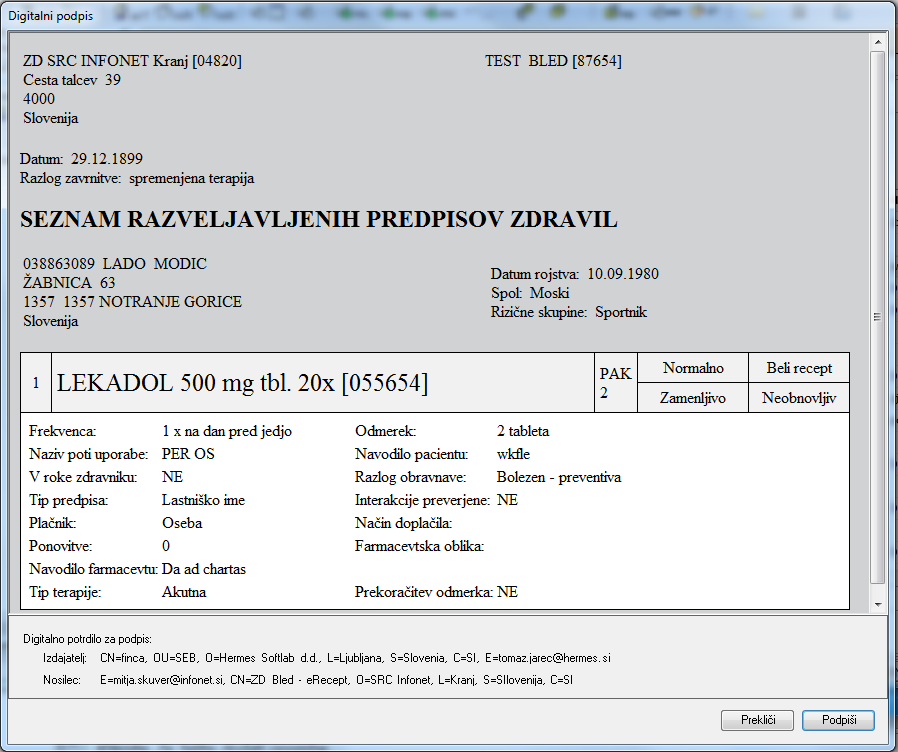 Digitalni podpis
ZD SRC INFONET Kranj [04820]
TEST BLED [87654]
Cesta talcev 39
4000
Slovenija
Datum: 29.12.1899
Razlog zavrnitve: spremenjena terapija
SEZNAM RAZVELJAVLJENIH PREDPISOV ZDRAVIL
038863089 LADO MODIC
ŽABNICA 63
1357 1357 NOTRANJE GORICE
Slovenija
Datum rojstva: 10.09.1980
Spol: Moski
Rizične skupine: Sportnik
1 LEKADOL 500 mg tbl. 20x [055654] PAK 2 Normalno Beli recept
Zamenljivo Neobnovljiv
Frekvenca: 1 x na dan pred jedjo Odmerek: 2 tableta
Naziv poti uporabe: PER OS Navodilo pacientu: wkfle
V roke zdravniku: NE Razlog obravnave: Bolezen - preventiva
Tip predpisa: Lastniško ime Interakcije preverjene: NE
Plačnik: Oseba Način doplačila:
Ponovitve: 0 Farmacevtska oblika:
Navodilo farmacevtu: Da ad chartas
Tip terapije: Akutna Prekoračitev odmerka: NE
Digitalno potrdilo za podpis:
Izdajatelj: CN=finca, OU=SEB, O=Hermes Softlab d.d., L=Ljubljana, S=Slovenia, C=SI, E=tomaz.jarec@hermes.si
Nosilec: E=mitja.skuver@infonet.si, CN=ZD Bled - eRecept, O=SRC Infonet, L=Kranj, S=Sllovenija, C=SI
Prekliči Podpiši